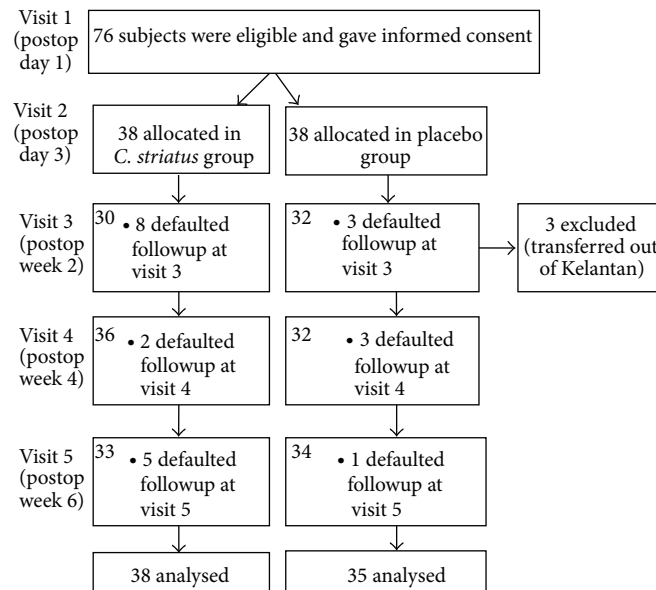 Visit 1
(postop
day 1)
76 subjects were eligible and gave informed consent
Visit 2
(postop
day 3)
38 allocated in
C. striatus group
38 allocated in placebo
group
Visit 3
(postop
week 2)
30
• 8 defaulted
followup at
visit 3
32
• 3 defaulted
followup at
visit 3
3 excluded
(transferred out
of Kelantan)
Visit 4
(postop
week 4)
36
• 2 defaulted
followup at
visit 4
32
• 3 defaulted
followup at
visit 4
Visit 5
(postop
week 6)
33
• 5 defaulted
followup at
visit 5
34
• 1 defaulted
followup at
visit 5
38 analysed
35 analysed